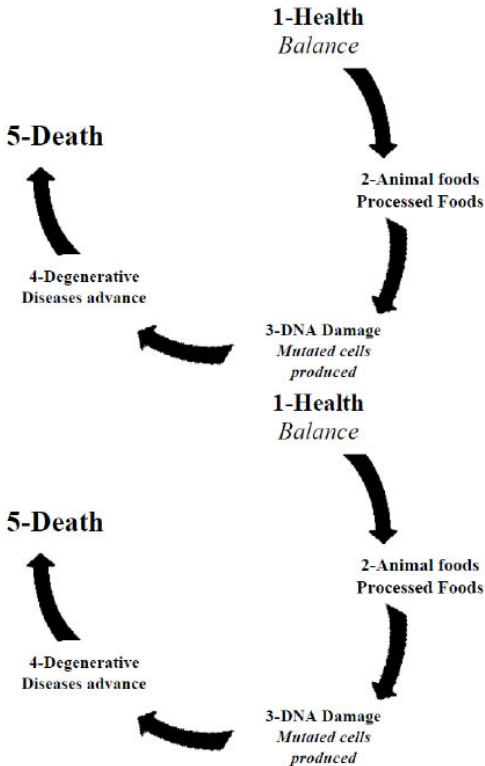 1-Health
Balance
5-Death
2-Animal foods
Processed Foods
4-Degenerative
Diseases advance
3-DNA Damage
Mutated cells
produced
1-Health
Balance
5-Death
2-Animal foods
Processed Foods
4-Degenerative
Diseases advance
3-DNA Damage
Mutated cells
produced